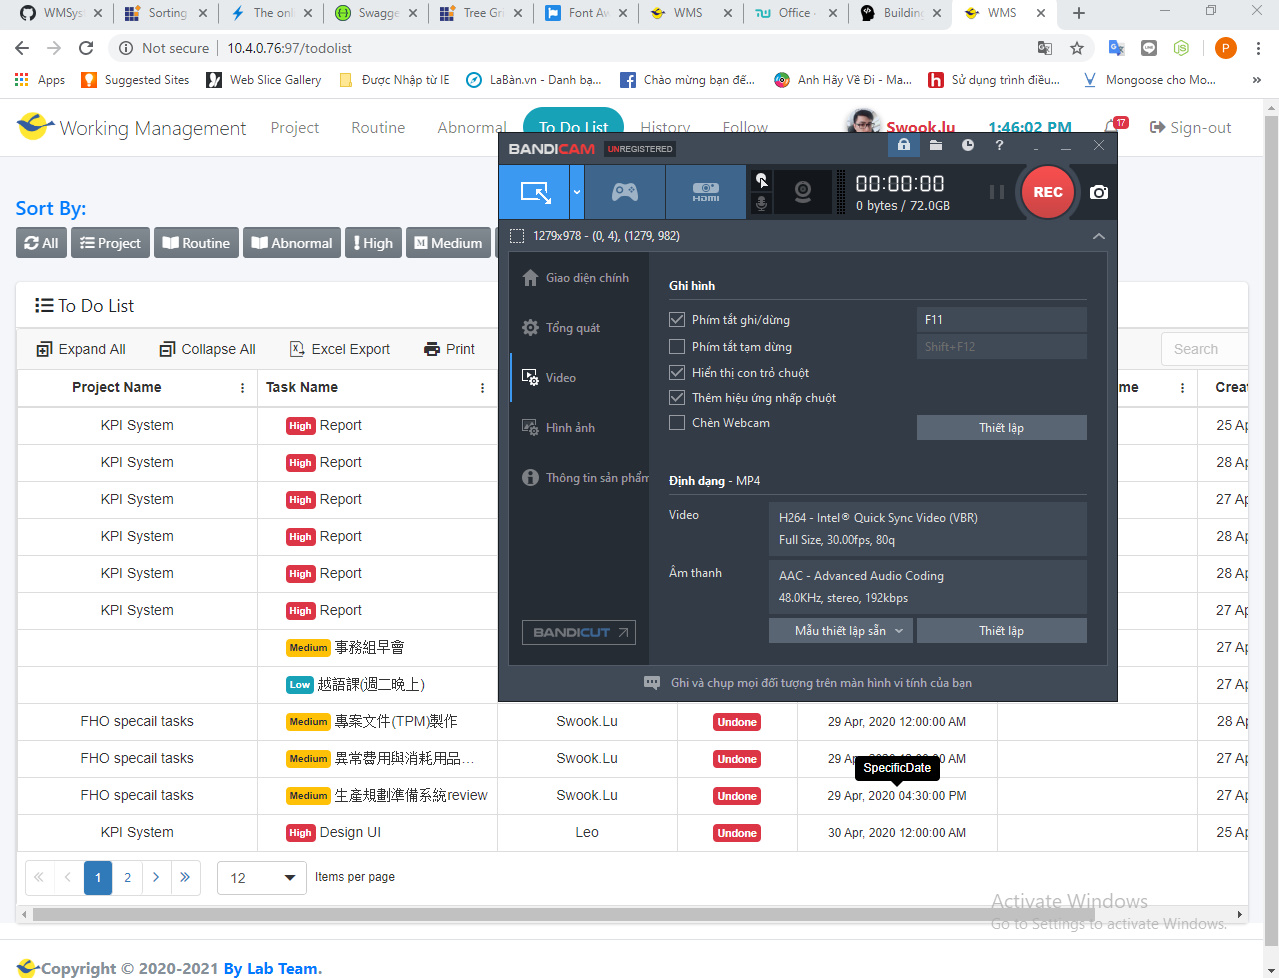 WMSys
Sorting
The onl
Swagge
Tree Gr
Font Aw
WMS
Office -
Building
WMS
Not secure
10.4.0.76:97/todolist
P
Apps
Suggested Sites
Web Slice Gallery
Được Nhập từ IE
LaBàn.vn - Danh bạ...
Chào mừng bạn đế...
Anh Hãy Về Đi - Ma...
Sử dụng trình điều...
Mongoose cho Mo...
»
Working Management
Project
Routine
Abnormal
To Do List
History
Follow
Swook.lu
1:46:02 PM
17
Sign-out
BANDICAM
UNREGISTERED
HDMI
00:00:00
0 bytes / 72.0GB
REC
1279x978 - (0, 4), (1279, 982)
Giao diện chính
Tổng quát
Video
Hình ảnh
Thông tin sản phẩm
BANDICUT
Ghi hình
Phím tắt ghi/dừng
F11
Phím tắt tạm dừng
Shift+F12
Hiển thị con trỏ chuột
Thêm hiệu ứng nhấp chuột
Chèn Webcam
Thiết lập
Định dạng - MP4
Video
H264 - Intel® Quick Sync Video (VBR)
Full Size, 30.00fps, 80q
Âm thanh
AAC - Advanced Audio Coding
48.0KHz, stereo, 192kbps
Mẫu thiết lập sẵn
Thiết lập
Ghi và chụp mọi đối tượng trên màn hình vi tính của bạn
Sort By:
All
Project
Routine
Abnormal
High
Medium
To Do List
Expand All
Collapse All
Excel Export
Print
Search
Project Name
Task Name
me
Crea
KPI System
High Report
25 Ap
KPI System
High Report
28 Ap
KPI System
High Report
27 Ap
KPI System
High Report
28 Ap
KPI System
High Report
28 Ap
KPI System
High Report
27 Ap
Medium 事務組早會
27 Ap
Low 越語課(週二晚上)
27 Ap
FHO specail tasks
Medium 專案文件(TPM)製作
Swook.Lu
Undone
29 Apr, 2020 12:00:00 AM
28 Ap
FHO specail tasks
Medium 異常費用與消耗用品...
Swook.Lu
Undone
27 Ap
SpecificDate
FHO specail tasks
Medium 生產規劃準備系統review
Swook.Lu
Undone
29 Apr, 2020 04:30:00 PM
27 Ap
KPI System
High Design UI
Leo
Undone
30 Apr, 2020 12:00:00 AM
25 Ap
1
2
12
Items per page
Activate Windows
Go to Settings to activate Windows.
Copyright © 2020-2021 By Lab Team.